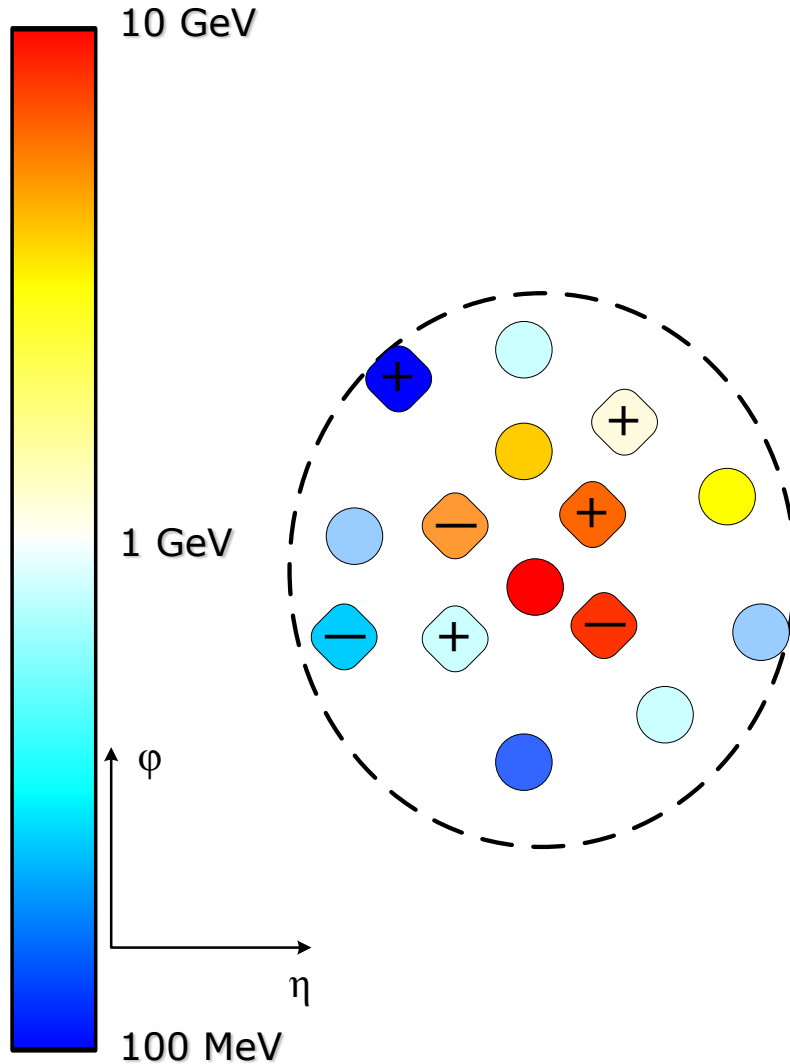 10 GeV
+
+
+
—
1 GeV
—
—
+
φ
η
100 MeV